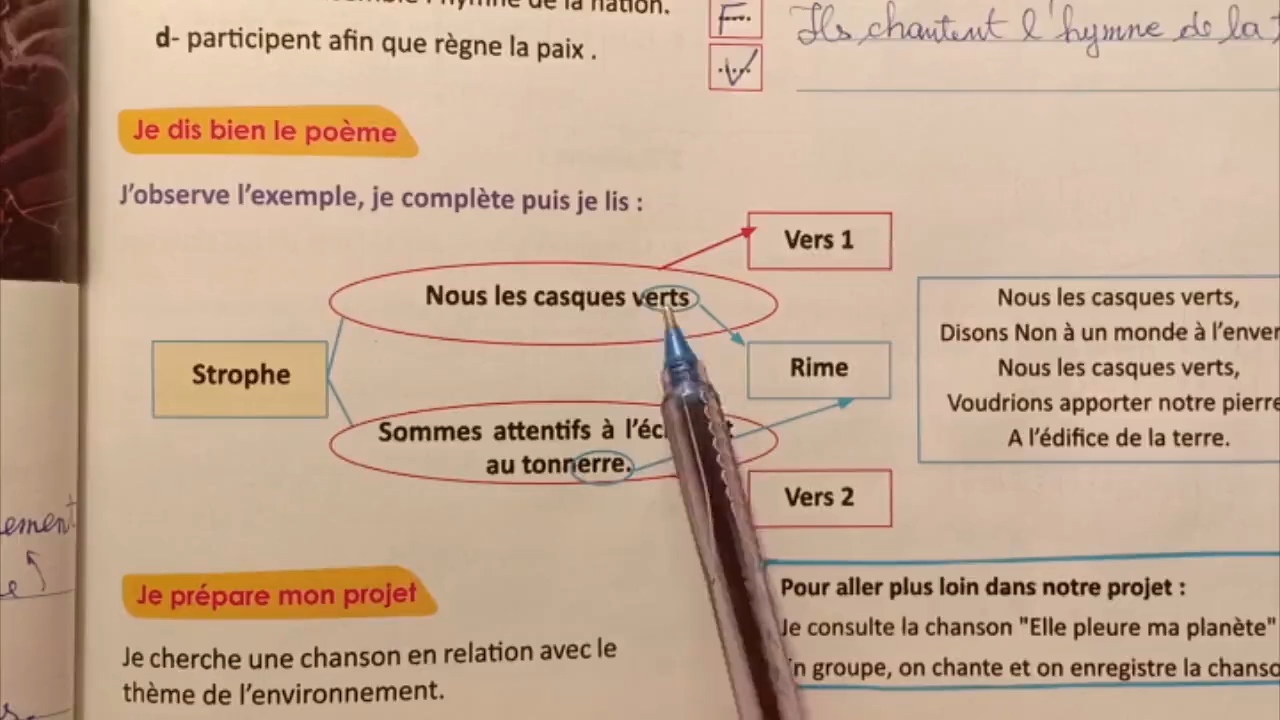 l'hymne de la nation.
d- participent afin que règne la paix .
F
V
Ils chantent l'hymne de la
Je dis bien le poème
J'observe l'exemple, je complète puis je lis :
Vers 1
Nous les casques verts
Strophe
Rime
Sommes attentifs à
au tonnerre.
Vers 2
Nous les casques verts,
Disons Non à un monde à l'enver
Nous les casques verts,
Voudrions apporter notre pierre
A l'édifice de la terre.
ement
e
Je prépare mon projet
Je cherche une chanson en relation avec le
thème de l'environnement.
Pour aller plus loin dans notre projet :
Je consulte la chanson "Elle pleure ma planète"
n groupe, on chante et on enregistre la chanso